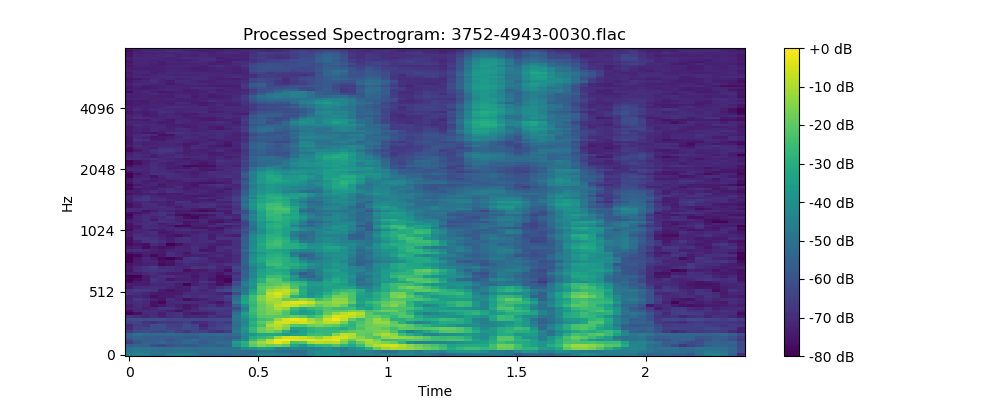 Processed Spectrogram: 3752-4943-0030.flac
Hz
4096
2048
1024
512
0
0
0.5
1
1.5
2
Time
+0 dB
-10 dB
-20 dB
-30 dB
-40 dB
-50 dB
-60 dB
-70 dB
-80 dB